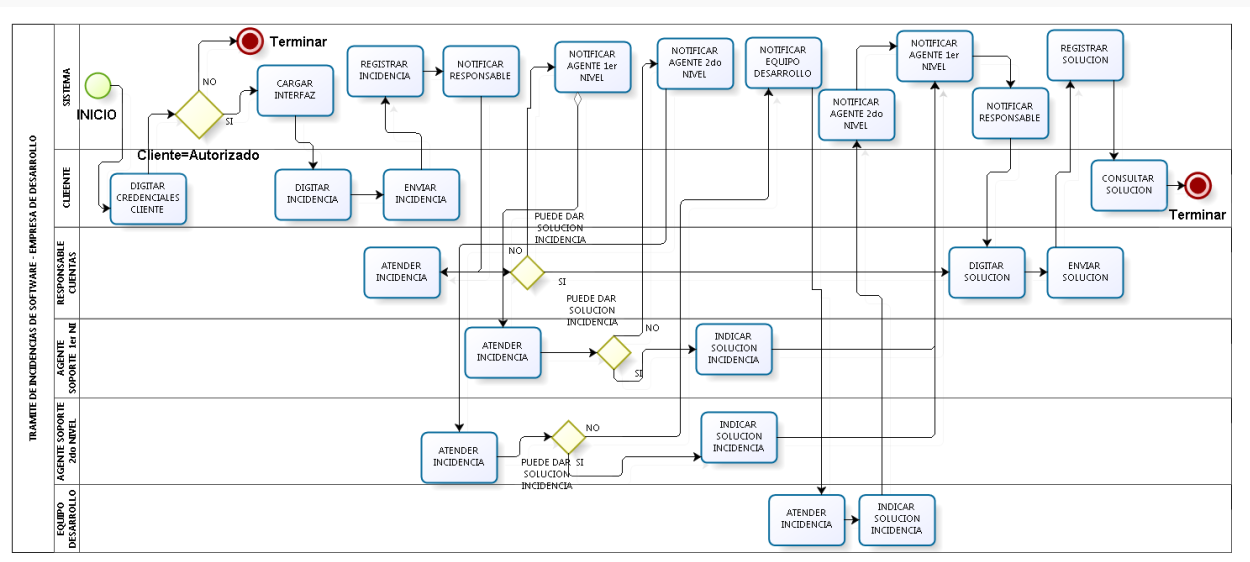 TRAMITE DE INCIDENCIAS DE SOFTWARE - EMPRESA DE DESARROLLO
SISTEMA
INICIO
Terminar
NO
SI
Cliente=Autorizado
CARGAR
INTERFAZ
REGISTRAR
INCIDENCIA
NOTIFICAR
RESPONSABLE
NOTIFICAR
AGENTE 1er
NIVEL
NOTIFICAR
AGENTE 2do
NIVEL
NOTIFICAR
EQUIPO
DESARROLLO
NOTIFICAR
AGENTE 2do
NIVEL
NOTIFICAR
AGENTE 1er
NIVEL
NOTIFICAR
RESPONSABLE
REGISTRAR
SOLUCION
CLIEENTE
DIGITAR
CREDENCIALES
CLIENTE
DIGITAR
INCIDENCIA
ENVIAR
INCIDENCIA
CONSULTAR
SOLUCION
Terminar
RESPONSABLE
CUENTAS
ATENDER
INCIDENCIA
PUEDE DAR
SOLUCION
INCIDENCIA
NO
SI
DIGITAR
SOLUCION
ENVIAR
SOLUCION
AGENTE
SOPORTE 1er NI
ATENDER
INCIDENCIA
PUEDE DAR
SOLUCION
INCIDENCIA
NO
SI
INDICAR
SOLUCION
INCIDENCIA
AGENTE SOPORTE
2do NIVEL
ATENDER
INCIDENCIA
NO
PUEDE DAR
SOLUCION
INCIDENCIA
SI
INDICAR
SOLUCION
INCIDENCIA
EQUIPO
DESARROLLO
ATENDER
INCIDENCIA
INDICAR
SOLUCION
INCIDENCIA